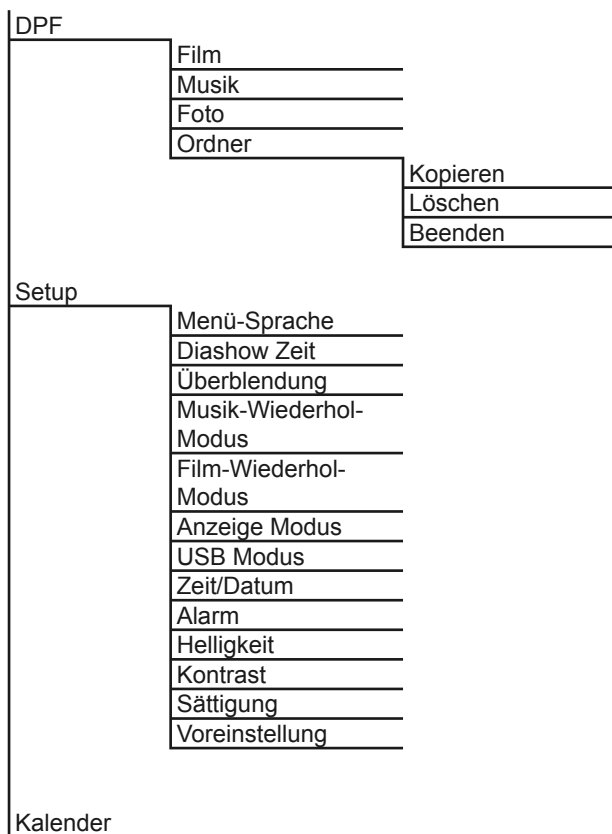 DPF
Film
Musik
Foto
Ordner
Kopieren
Löschen
Beenden
Setup
Menü-Sprache
Diashow Zeit
Überblendung
Musik-Wiederhol-
Modus
Film-Wiederhol-
Modus
Anzeige Modus
USB Modus
Zeit/Datum
Alarm
Helligkeit
Kontrast
Sättigung
Voreinstellung
Kalender